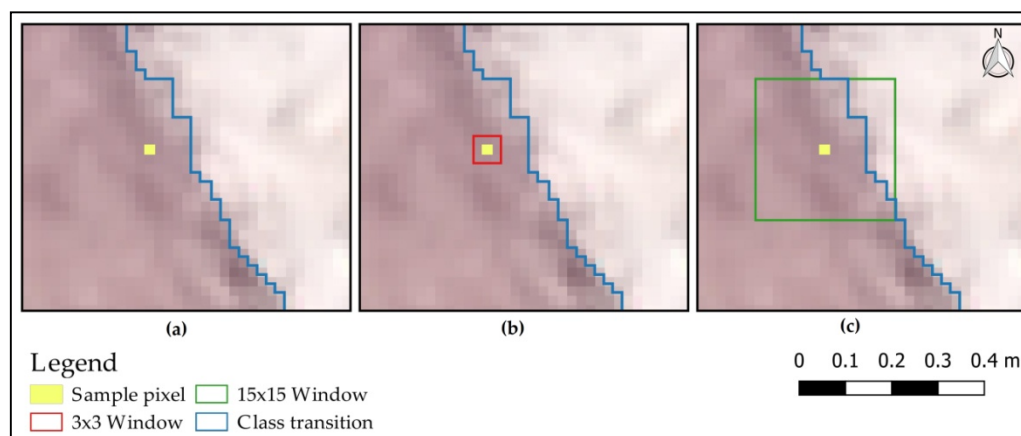 N
(a) (b) (c)
Legend
Sample pixel 15x15 Window
3x3 Window Class transition
0 0.1 0.2 0.3 0.4 m